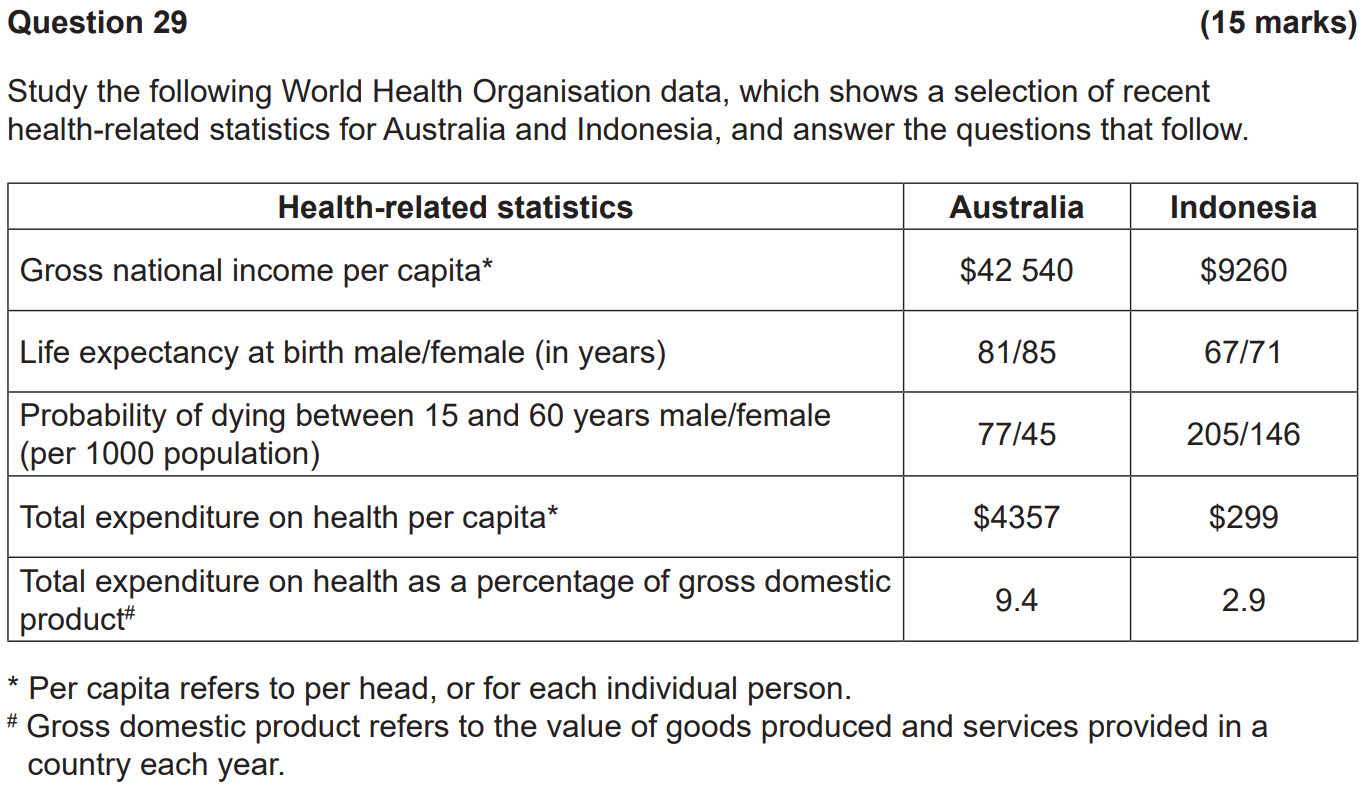 Question 29 (15 marks)
Study the following World Health Organisation data, which shows a selection of recent
health-related statistics for Australia and Indonesia, and answer the questions that follow.
Health-related statistics Australia Indonesia
Gross national income per capita* $42 540 $9260
Life expectancy at birth male/female (in years) 81/85 67/71
Probability of dying between 15 and 60 years male/female
(per 1000 population) 77/45 205/146
Total expenditure on health per capita* $4357 $299
Total expenditure on health as a percentage of gross domestic
product# 9.4 2.9
* Per capita refers to per head, or for each individual person.
# Gross domestic product refers to the value of goods produced and services provided in a
country each year.